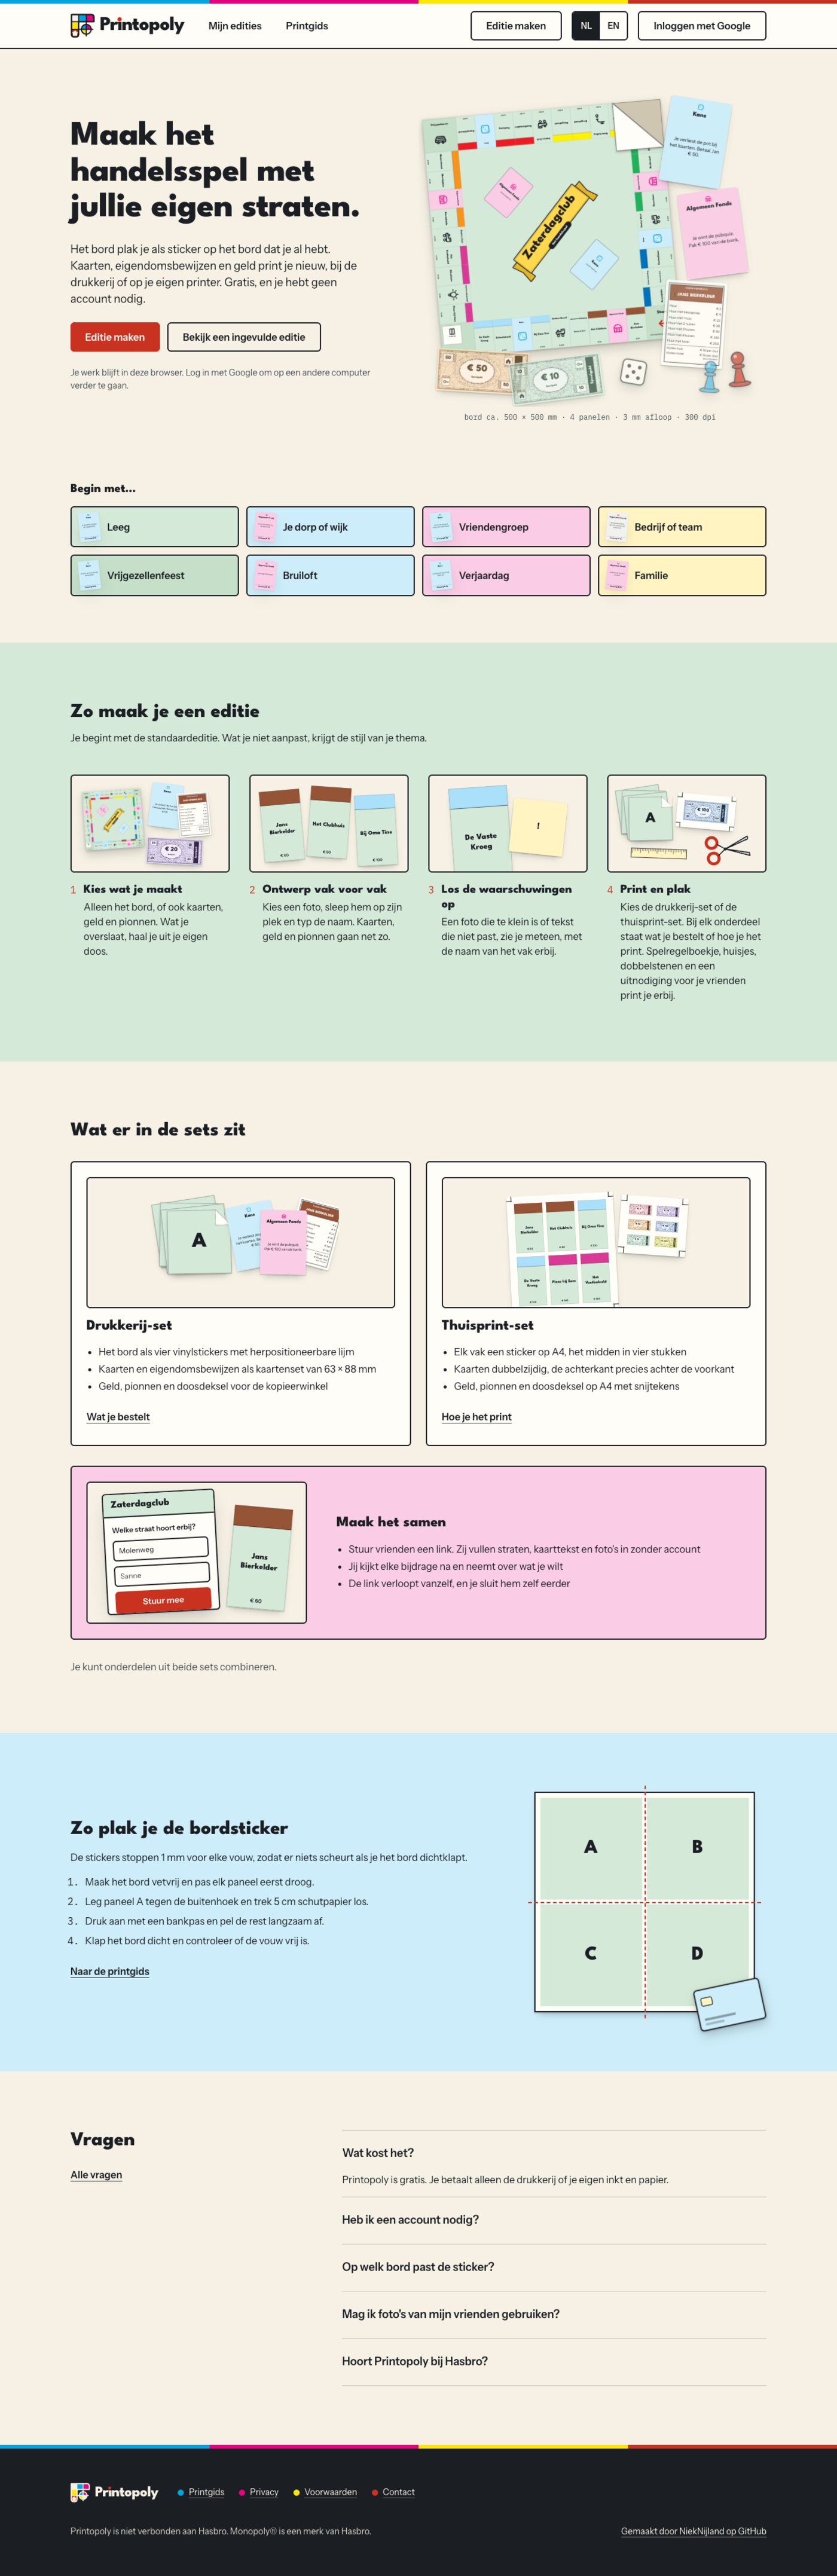 Printopoly
Mijn edities
Printgids
Editie maken
NL
EN
Inloggen met Google
Maak het
handelsspel met
jullie eigen straten.
Het bord plak je als sticker op het bord dat je al hebt.
Kaarten, eigendomsbewijzen en geld print je nieuw, bij de
drukkerij of op je eigen printer. Gratis, en je hebt geen
account nodig.
Editie maken
Bekijk een ingevulde editie
Je werk blijft in deze browser. Log in met Google om op een andere computer
verder te gaan.
Zaterdagclub
Kans
Algemeen Fonds
JANS BIERKELDER
€ 50
€ 10
bord ca. 500 × 500 mm · 4 panelen · 3 mm afloop · 300 dpi
Begin met...
Leeg
Je dorp of wijk
Vriendengroep
Bedrijf of team
Vrijgezellenfeest
Bruiloft
Verjaardag
Familie
Zo maak je een editie
Je begint met de standaardeditie. Wat je niet aanpast, krijgt de stijl van je thema.
€ 20
Jans
Bierkelder
€ 60
Het Clubhuis
€ 60
Bij Oma Tine
€ 100
De Vaste
Kroeg
!
A
€ 100
1 Kies wat je maakt
Alleen het bord, of ook kaarten,
geld en pionnen. Wat je
overslaat, haal je uit je eigen
doos.
2 Ontwerp vak voor vak
Kies een foto, sleep hem op zijn
plek en typ de naam. Kaarten,
geld en pionnen gaan net zo.
3 Los de waarschuwingen
op
Een foto die te klein is of tekst
die niet past, zie je meteen, met
de naam van het vak erbij.
4 Print en plak
Kies de drukkerij-set of de
thuisprint-set. Bij elk onderdeel
staat wat je bestelt of hoe je het
print. Spelregelboekje, huisjes,
dobbelstenen en een
uitnodiging voor je vrienden
print je erbij.
Wat er in de sets zit
A
Kans
Algemeen Fonds
Drukkerij-set
• Het bord als vier vinylstickers met herpositioneerbare lijm
• Kaarten en eigendomsbewijzen als kaartenset van 63 × 88 mm
• Geld, pionnen en doosdeksel voor de kopieerwinkel
Wat je bestelt
Jans
Bierkelder
Het Clubhuis
Bij Oma Tine
De Vaste
Kroeg
Thuisprint-set
• Elk vak een sticker op A4, het midden in vier stukken
• Kaarten dubbelzijdig, de achterkant precies achter de voorkant
• Geld, pionnen en doosdeksel op A4 met snijtekens
Hoe je het print
Zaterdagclub
Welke straat hoort erbij?
Molenweg
Sanne
Stuur mee
Jans
Bierkelder
€ 60
Maak het samen
• Stuur vrienden een link. Zij vullen straten, kaarttekst en foto's in zonder account
• Jij kijkt elke bijdrage na en neemt over wat je wilt
• De link verloopt vanzelf, en je sluit hem zelf eerder
Je kunt onderdelen uit beide sets combineren.
Zo plak je de bordsticker
De stickers stoppen 1 mm voor elke vouw, zodat er niets scheurt als je het bord dichtklapt.
1. Maak het bord vetvrij en pas elk paneel eerst droog.
2. Leg paneel A tegen de buitenhoek en trek 5 cm schutpapier los.
3. Druk aan met een bankpas en pel de rest langzaam af.
4. Klap het bord dicht en controleer of de vouw vrij is.
Naar de printgids
A
B
C
D
Vragen
Alle vragen
Wat kost het?
Printopoly is gratis. Je betaalt alleen de drukkerij of je eigen inkt en papier.
Heb ik een account nodig?
Op welk bord past de sticker?
Mag ik foto's van mijn vrienden gebruiken?
Hoort Printopoly bij Hasbro?
Printopoly
Printgids
Privacy
Voorwaarden
Contact
Printopoly is niet verbonden aan Hasbro. Monopoly® is een merk van Hasbro.
Gemaakt door NiekNijland op GitHub